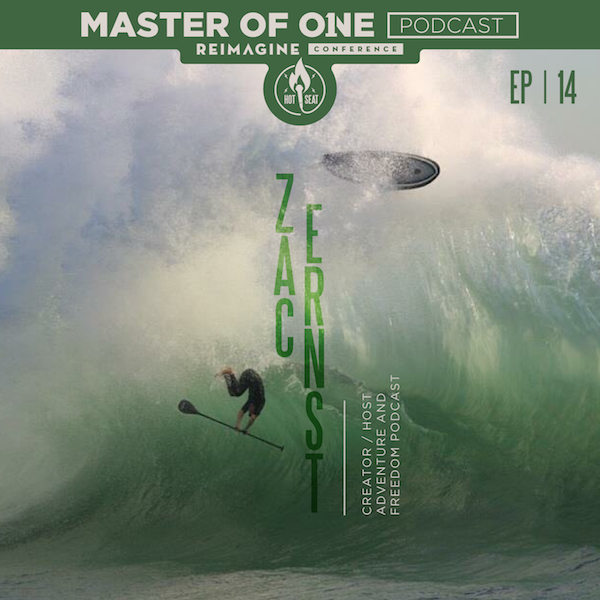 MASTER OF ONE PODCAST
REIMAGINE CONFERENCE
HOT SEAT
EP | 14
ZAC
ERNST
CREATOR / HOST
ADVENTURE AND
FREEDOM PODCAST